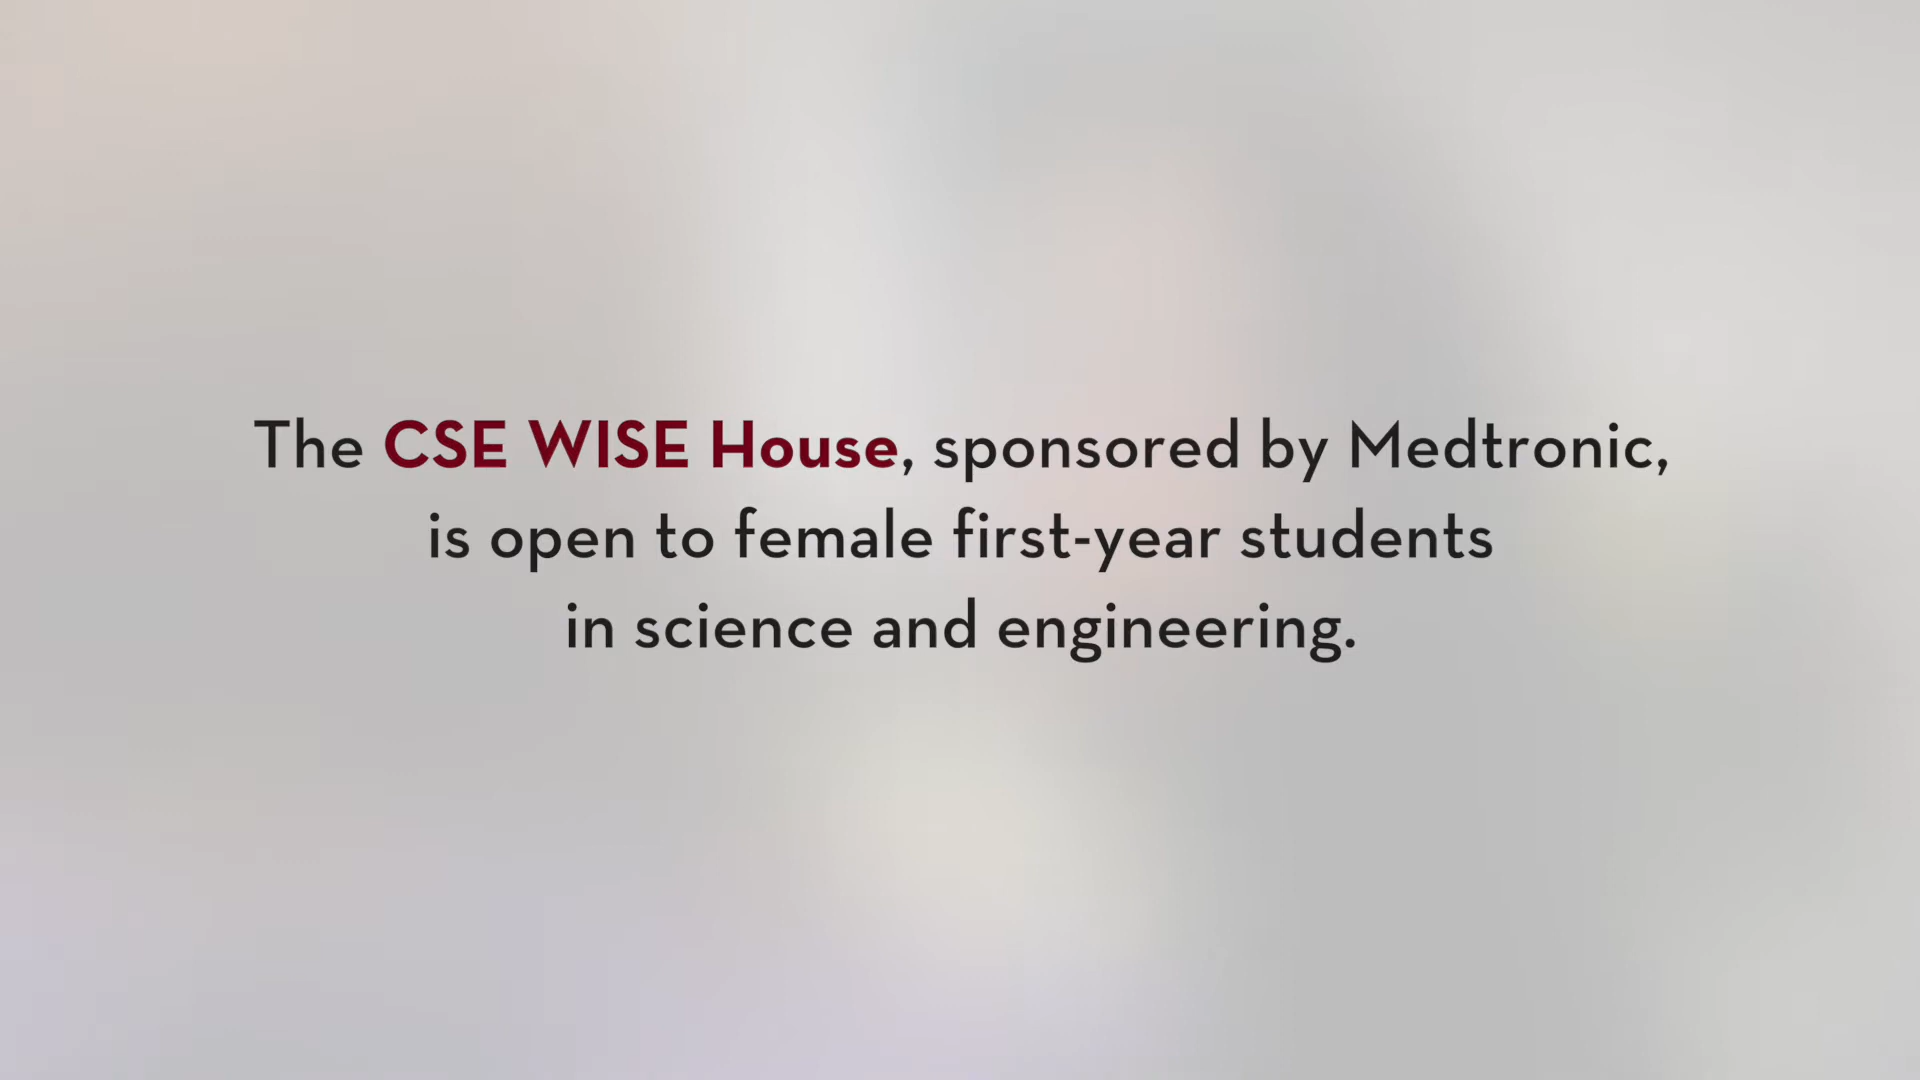 The CSE WISE House, sponsored by Medtronic,
is open to female first-year students
in science and engineering.